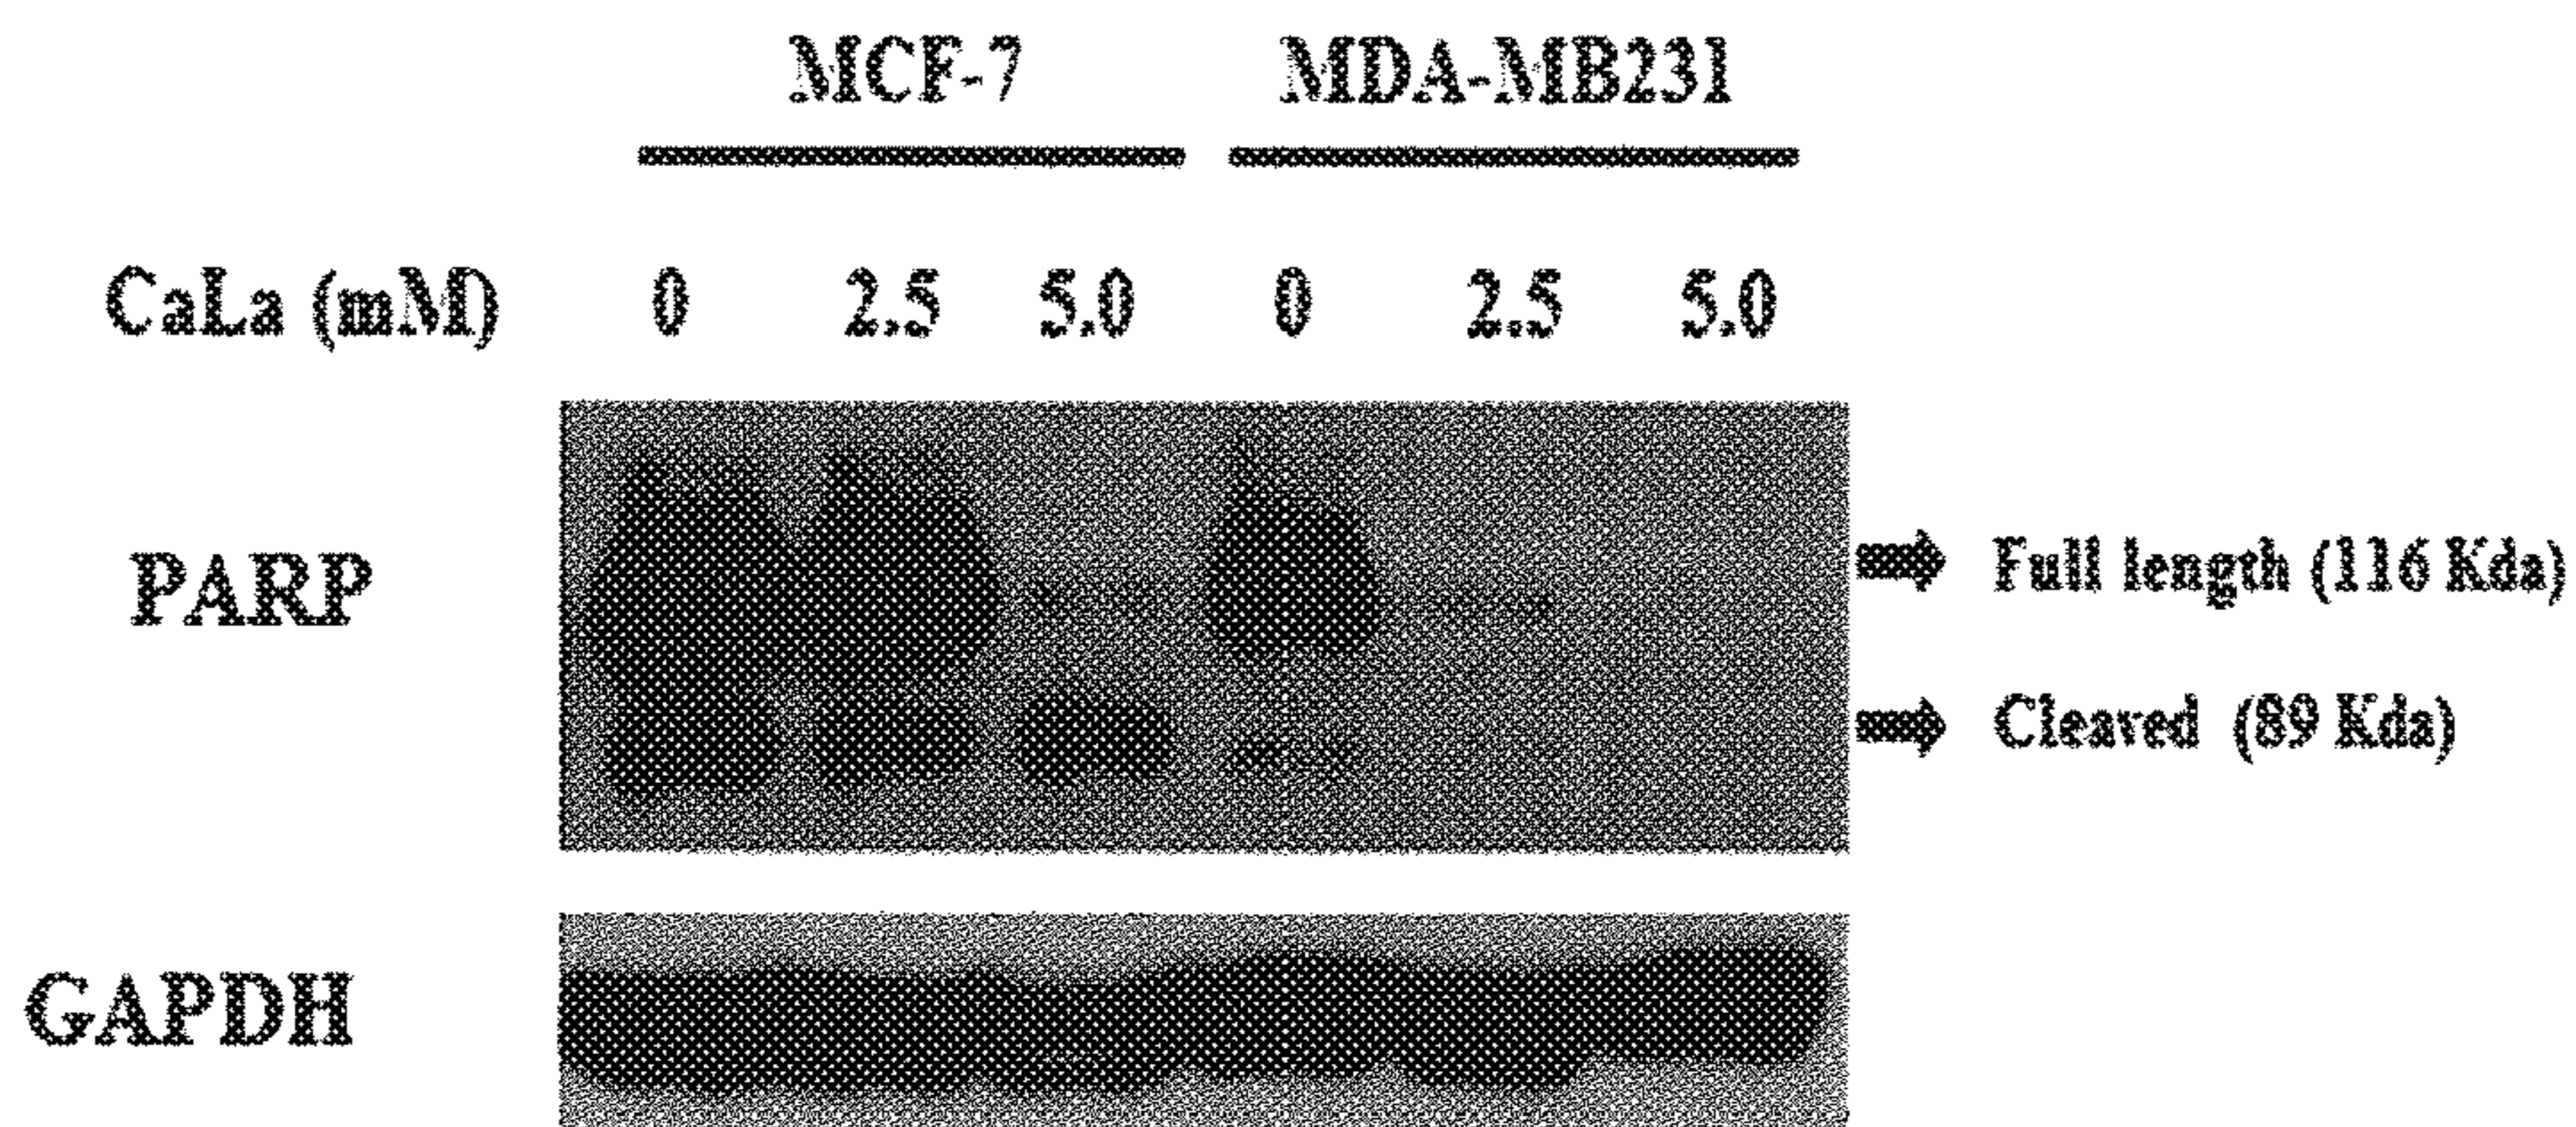 MCF-7 MDA-MB231
CaLa (mM) 0 2.5 5.0 0 2.5 5.0
PARP
Full length (116 Kda)
Cleaved (89 Kda)
GAPDH